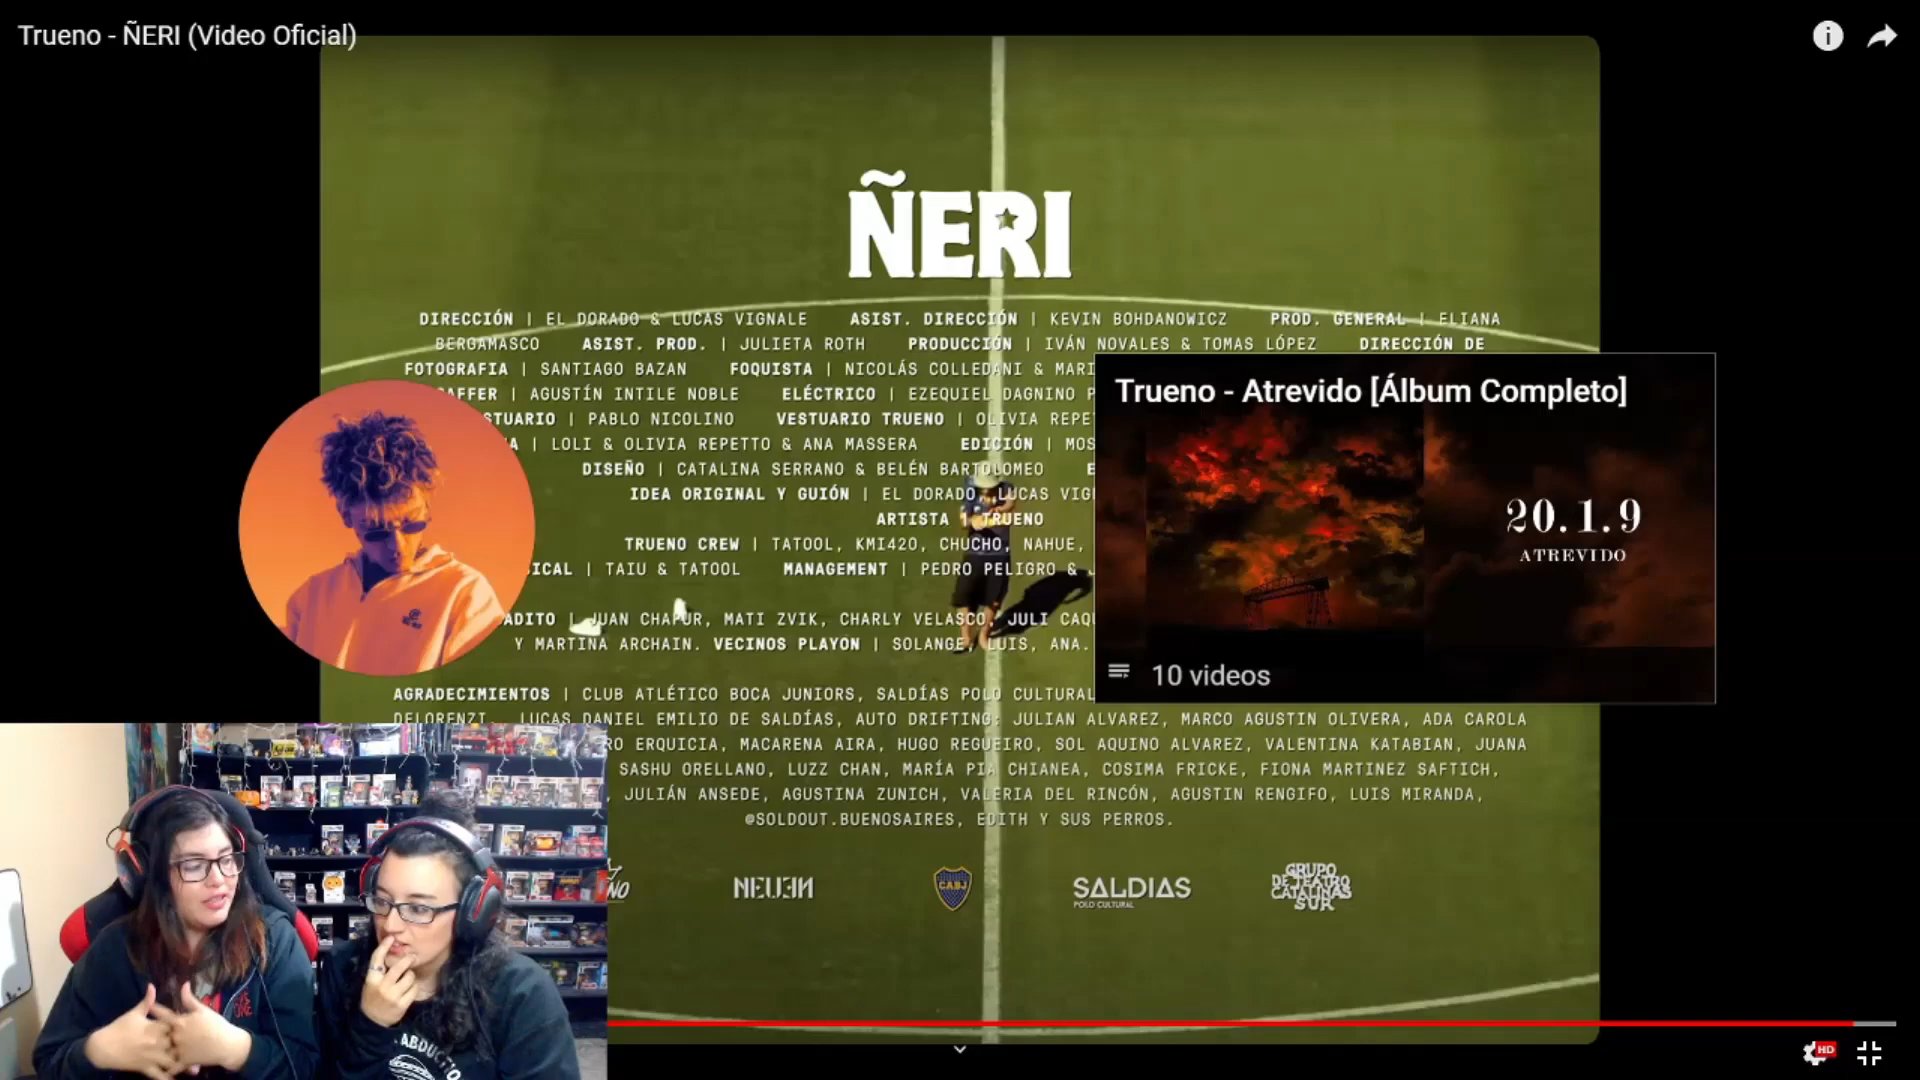 Trueno - ÑERI (Video Oficial)
ÑERI
DIRECCIÓN | EL DORADO & LUCAS VIGNALE ASIST. DIRECCIÓN | KEVIN BOHDANOWICZ PROD. GENERAL | ELIANA
BERGAMASCO ASIST. PROD. | JULIETA ROTH PRODUCCIÓN | IVÁN NOVALES & TOMAS LÓPEZ DIRECCIÓN DE
FOTOGRAFIA | SANTIAGO BAZAN FOQUISTA | NICOLÁS COLLEDANI & MARI
AFFER | AGUSTÍN INTILE NOBLE ELÉCTRICO | EZEQUIEL DAGNINO P
STUARIO | PABLO NICOLINO VESTUARIO TRUENO | OLIVIA REPET
A | LOLI & OLIVIA REPETTO & ANA MASSERA EDICIÓN | MOS
DISEÑO | CATALINA SERRANO & BELÉN BARTOLOMEO E
IDEA ORIGINAL Y GUIÓN | EL DORADO, LUCAS VIGN
ARTISTA | TRUENO
TRUENO CREW | TATOOL, KMI420, CHUCHO, NAHUE,
ICAL | TAIU & TATOOL MANAGEMENT | PEDRO PELIGRO & J
ADITO | JUAN CHAPUR, MATI ZVIK, CHARLY VELASCO, JULI CAQU
Y MARTINA ARCHAIN. VECINOS PLAYON | SOLANGE, LUIS, ANA.
Trueno - Atrevido [Álbum Completo]
20.1.9
ATREVIDO
10 videos
AGRADECIMIENTOS | CLUB ATLÉTICO BOCA JUNIORS, SALDÍAS POLO CULTURAL
DELORENZI, LUCAS DANIEL EMILIO DE SALDÍAS, AUTO DRIFTING: JULIAN ALVAREZ, MARCO AGUSTIN OLIVERA, ADA CAROLA
RO ERQUICIA, MACARENA AIRA, HUGO REGUEIRO, SOL AQUINO ALVAREZ, VALENTINA KATABIAN, JUANA
SASHU ORELLANO, LUZZ CHAN, MARÍA PIA CHIANEA, COSIMA FRICKE, FIONA MARTINEZ SAFTICH,
, JULIÁN ANSEDE, AGUSTINA ZUNICH, VALERIA DEL RINCÓN, AGUSTIN RENGIFO, LUIS MIRANDA,
@SOLDOUT.BUENOSAIRES, EDITH Y SUS PERROS.
NEUEN
CABJ
SALDIAS
POLO CULTURAL
GRUPO
DE TEATRO
CATALINAS
SUR
ABDUCTIO
HD